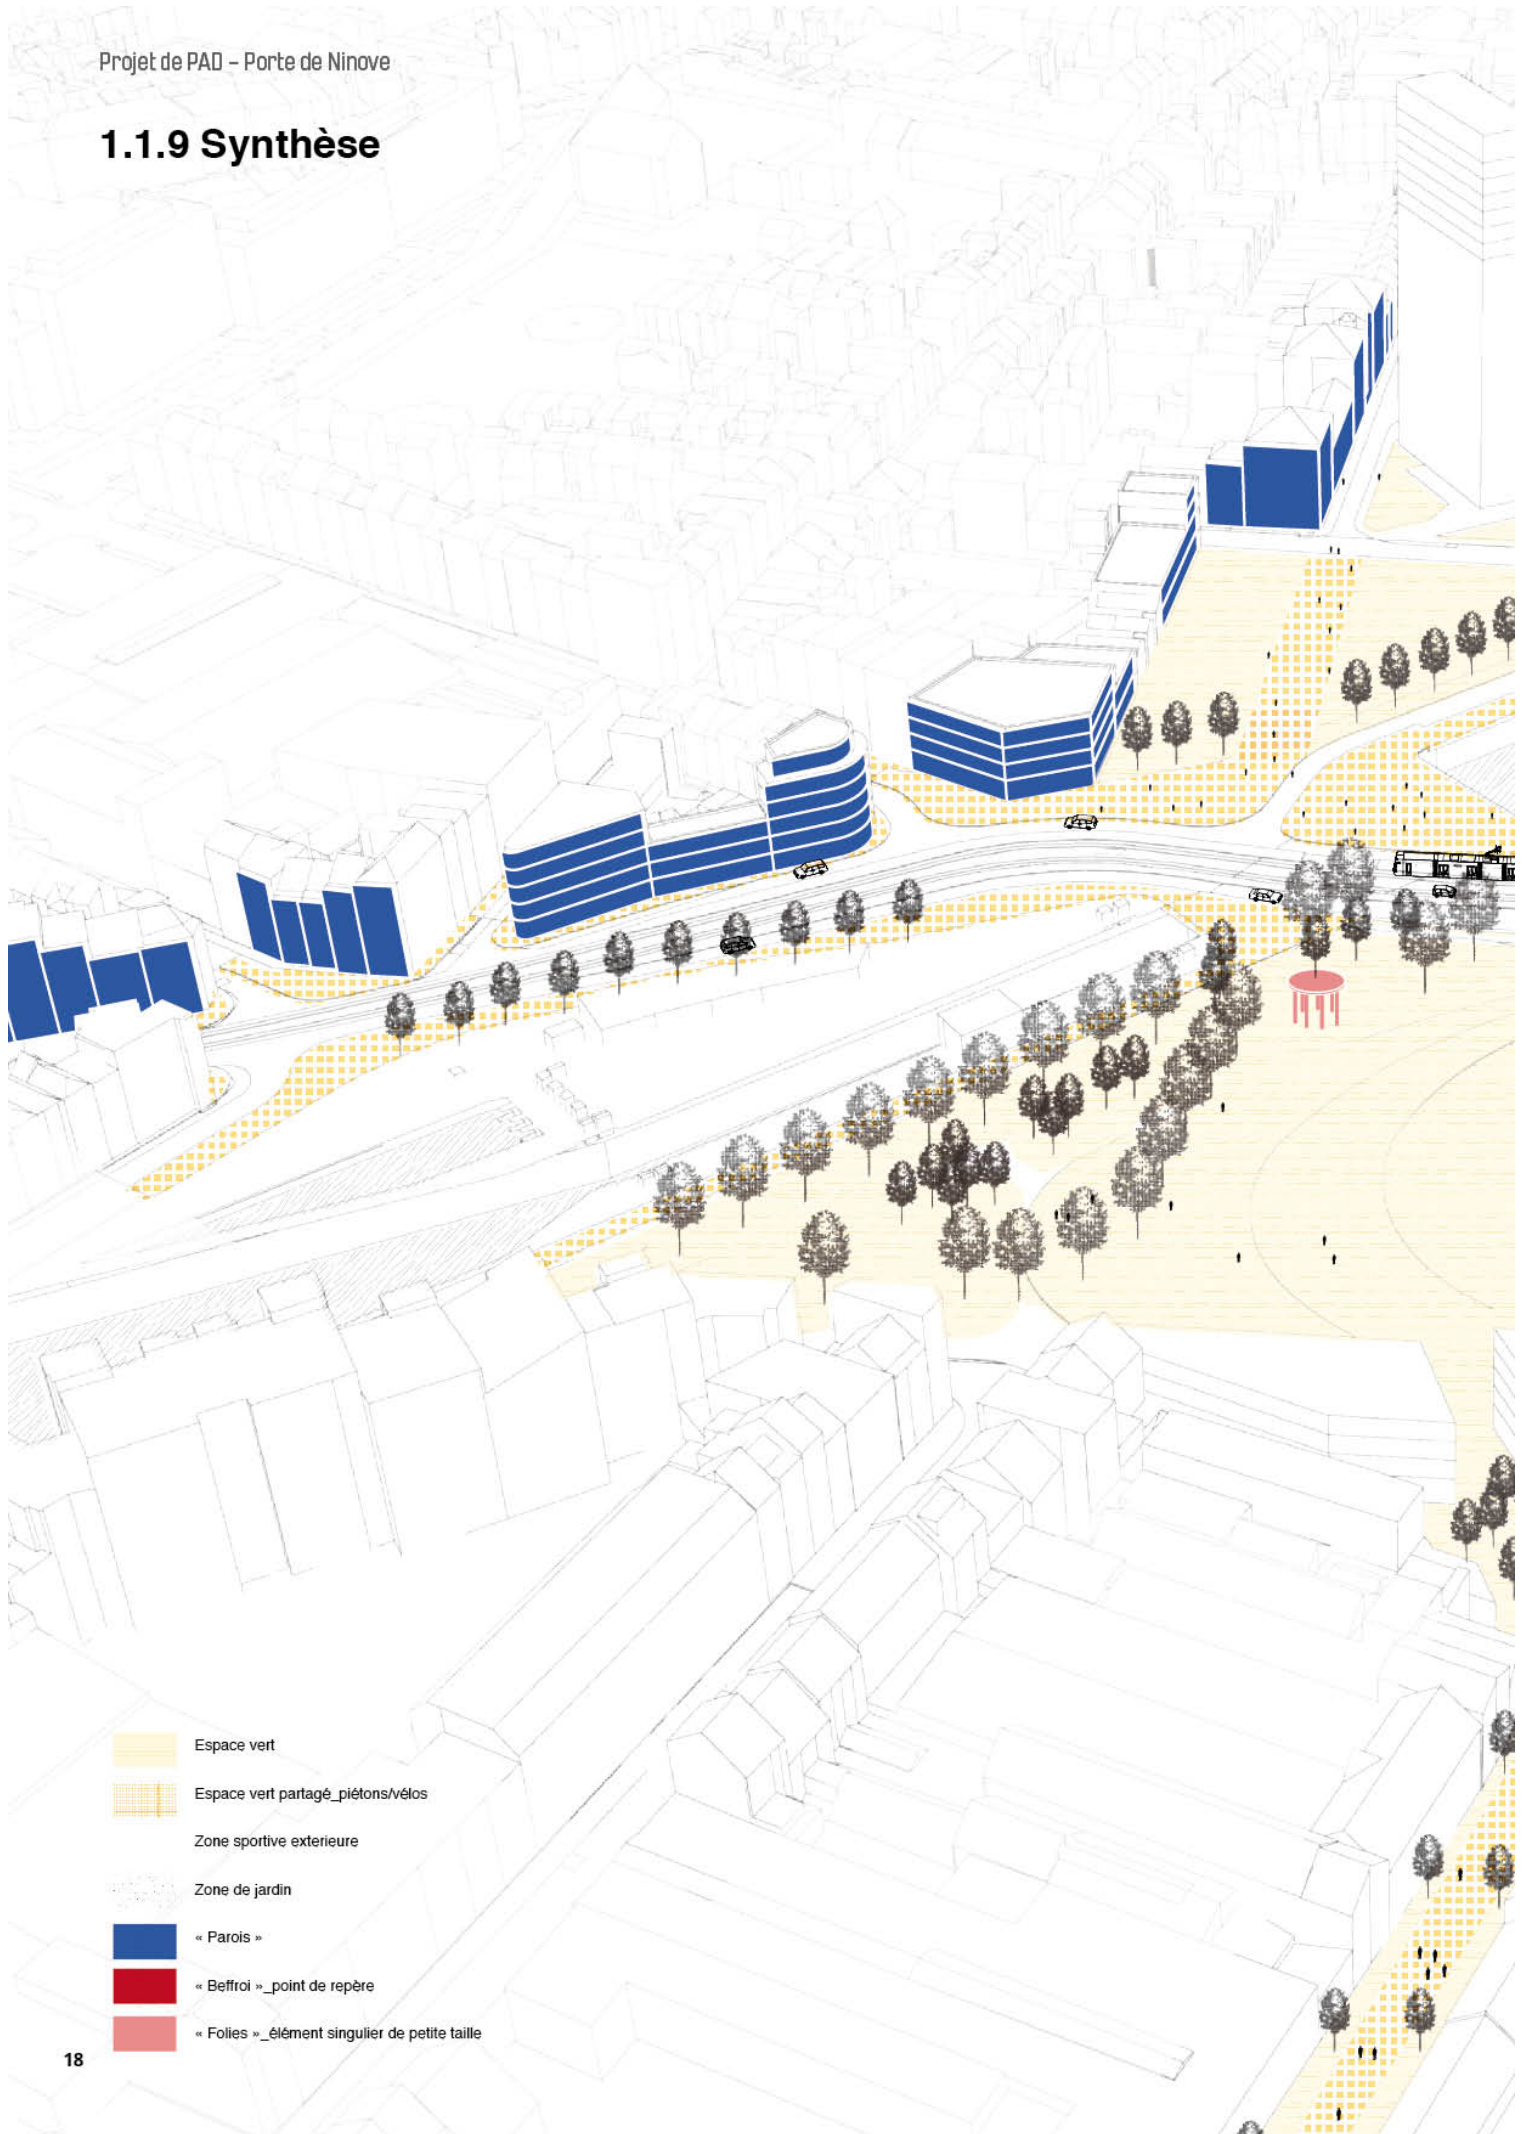 Projet de PAD – Porte de Ninove
1.1.9 Synthèse
Espace vert
Espace vert partagé_piétons/vélos
Zone sportive exterieure
Zone de jardin
« Parois »
« Beffroi »_point de repère
« Folies »_élément singulier de petite taille
18